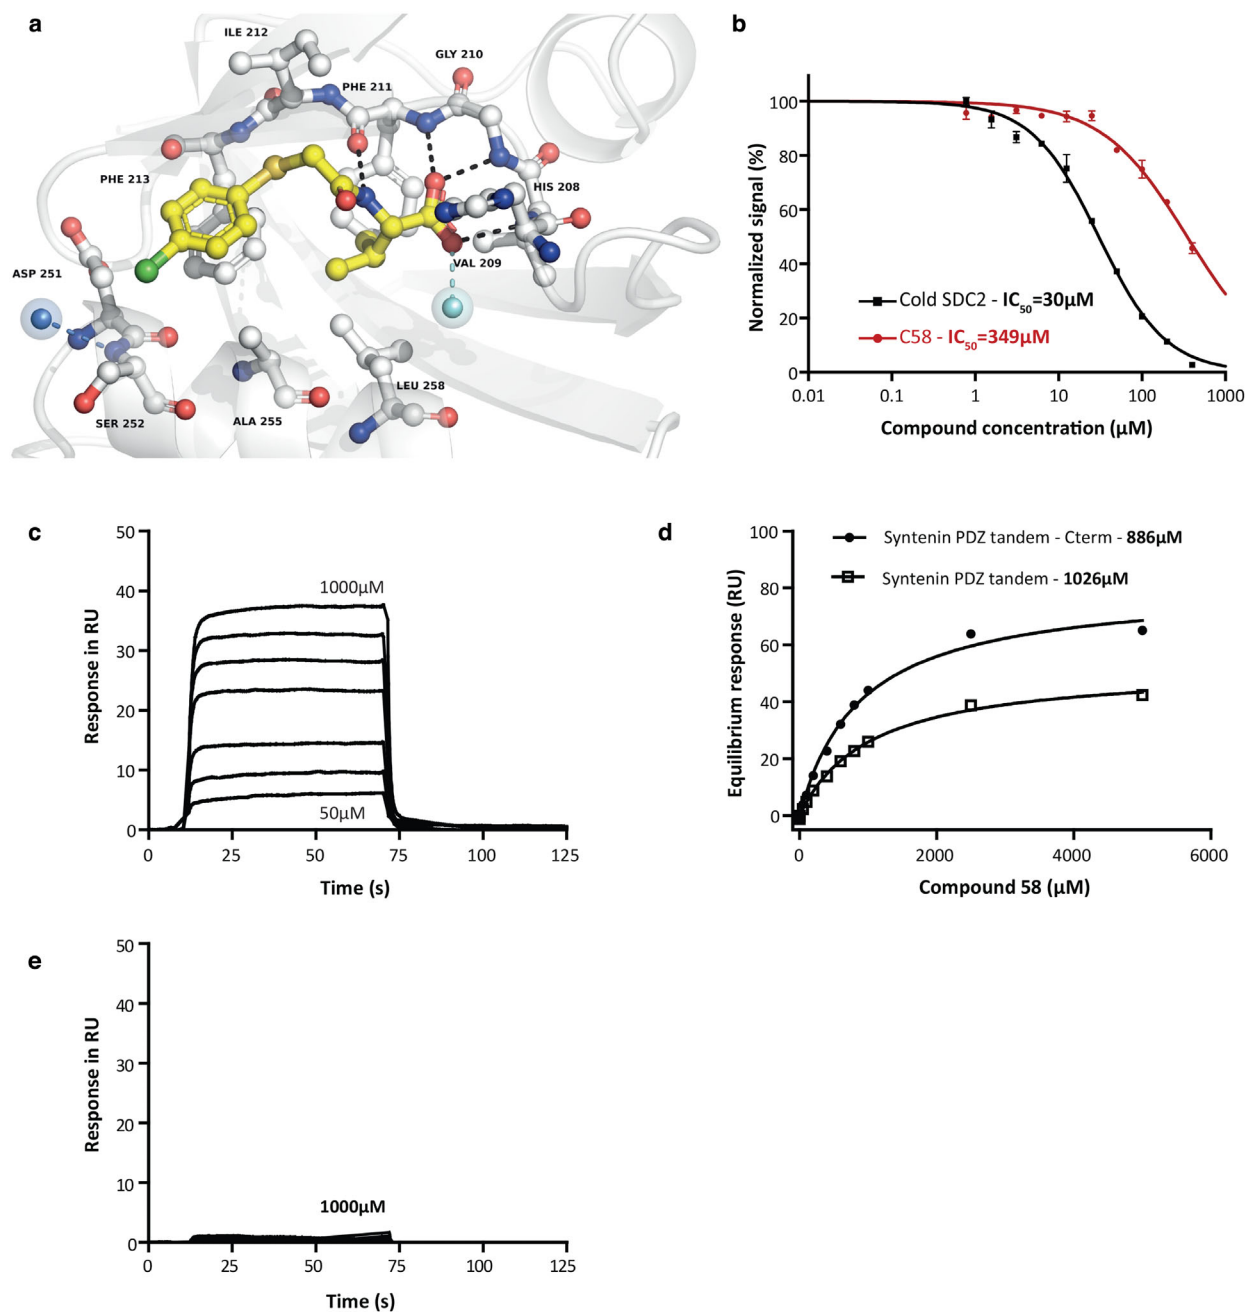 a
ILE 212
GLY 210
PHE 211
PHE 213
HIS 208
ASP 251
VAL 209
LEU 258
SER 252
ALA 255
b
Normalized signal (%)
100
80
60
40
20
0
Cold SDC2 - IC50=30µM
C58 - IC50=349µM
0.01
0.1
1
10
100
1000
Compound concentration (µM)
c
Response in RU
50
40
30
20
10
0
1000µM
50µM
0
25
50
75
100
125
Time (s)
d
Equilibrium response (RU)
100
80
60
40
20
0
Syntenin PDZ tandem - Cterm - 886µM
Syntenin PDZ tandem - 1026µM
0
2000
4000
6000
Compound 58 (µM)
e
Response in RU
50
40
30
20
10
0
1000µM
0
25
50
75
100
125
Time (s)